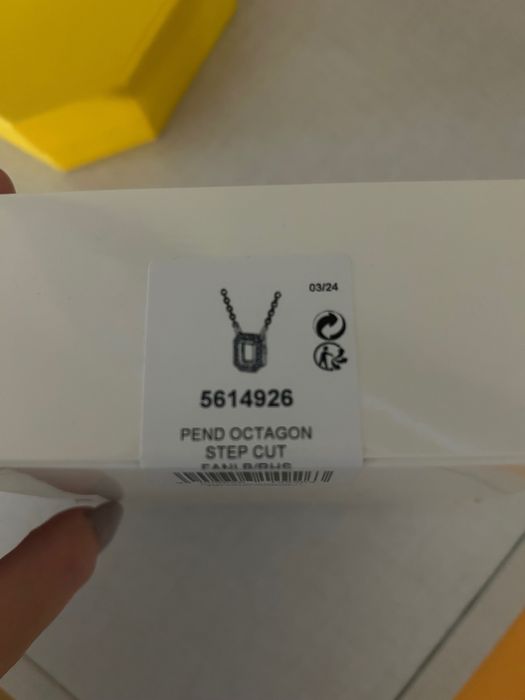 03/24
5614926
PEND OCTAGON
STEP CUT